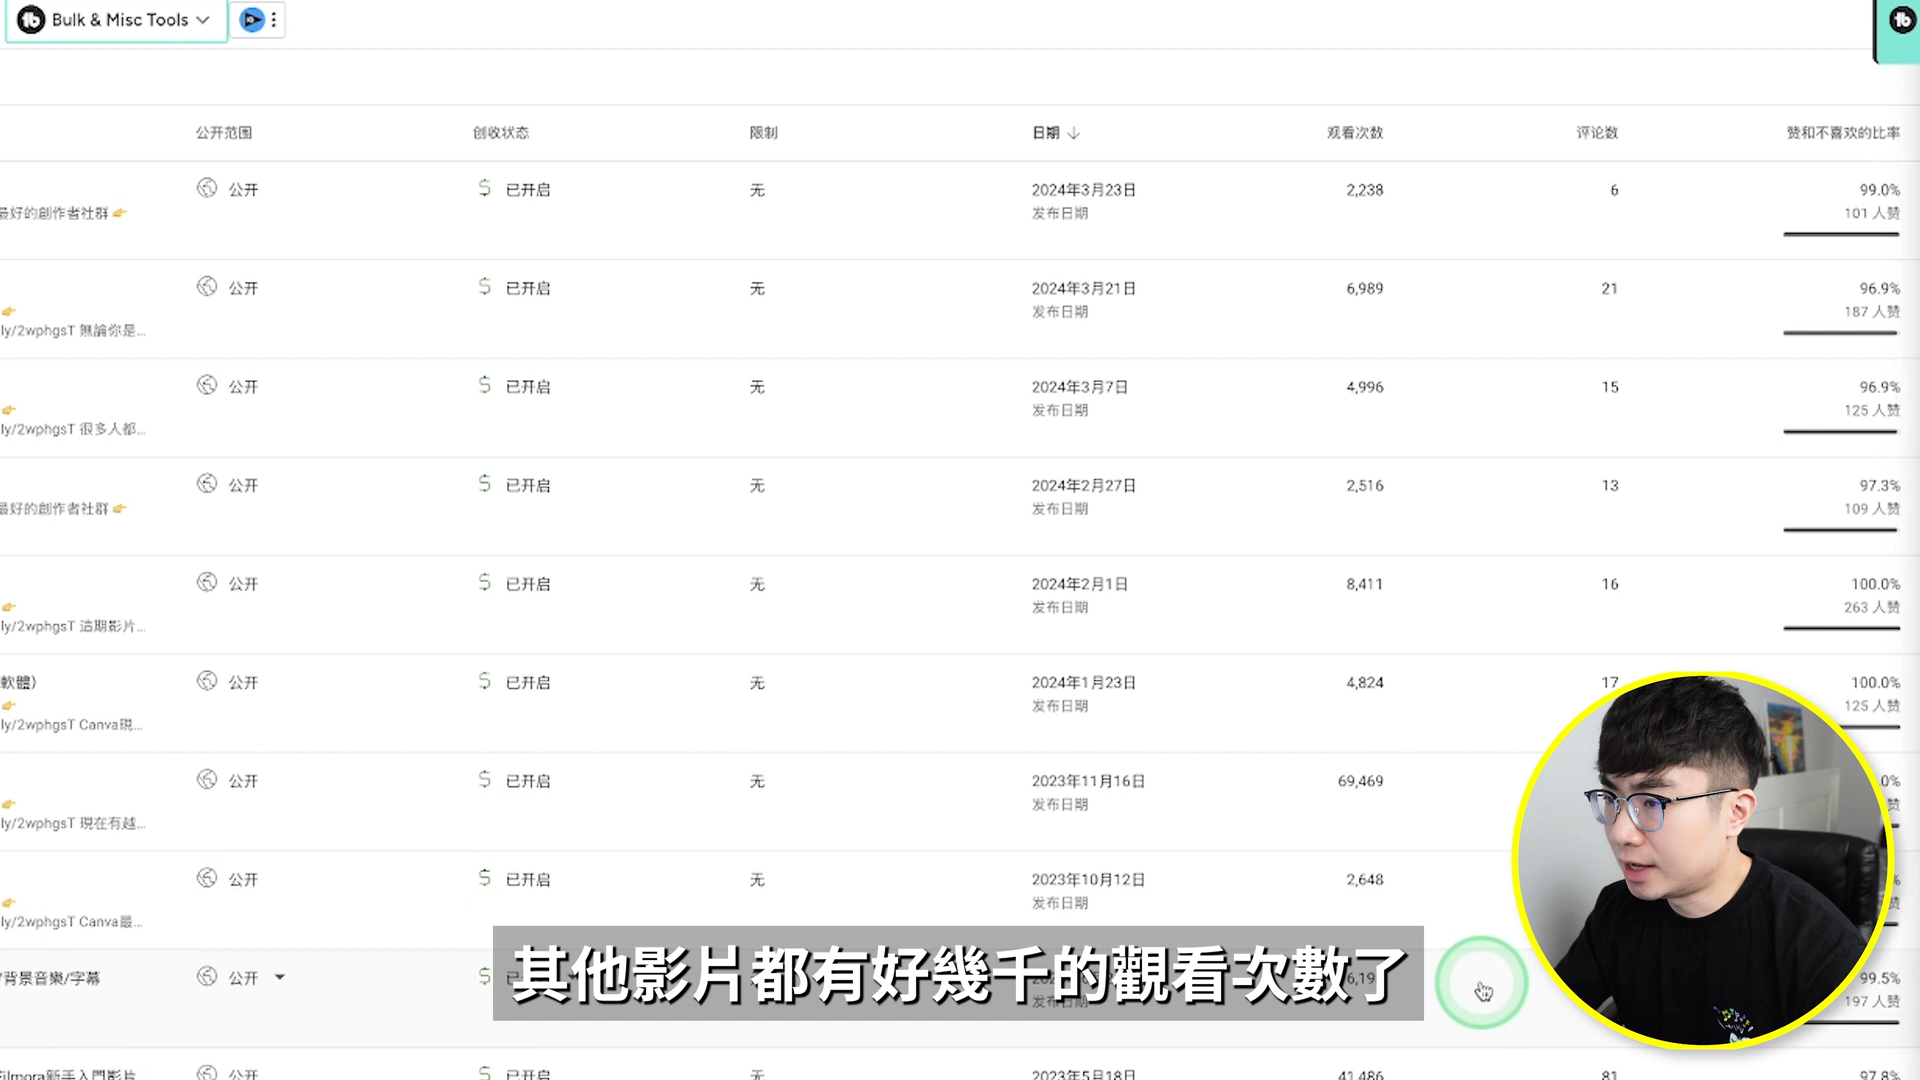 Bulk & Misc Tools
公开范围 创收状态 限制 日期 观看次数 评论数 赞和不喜欢的比率
公开 $ 已开启 无 2024年3月23日 2,238 6 99.0%
最好的創作者社群 发布日期 101 人赞
公开 $ 已开启 无 2024年3月21日 6,989 21 96.9%
发布日期 187 人赞
ly/2wphgsT 無論你是...
公开 $ 已开启 无 2024年3月7日 4,996 15 96.9%
发布日期 125 人赞
ly/2wphgsT 很多人都...
公开 $ 已开启 无 2024年2月27日 2,516 13 97.3%
最好的創作者社群 发布日期 109 人赞
公开 $ 已开启 无 2024年2月1日 8,411 16 100.0%
发布日期 263 人赞
ly/2wphgsT 這期影片...
軟體) 公开 $ 已开启 无 2024年1月23日 4,824 17 100.0%
发布日期 125 人赞
ly/2wphgsT Canva現...
公开 $ 已开启 无 2023年11月16日 69,469 0%
发布日期 赞
ly/2wphgsT 現在有越...
公开 $ 已开启 无 2023年10月12日 2,648 %
发布日期 赞
ly/2wphgsT Canva最...
/背景音樂/字幕 公开 $ 99.5%
发布日期 197 人赞
其他影片都有好幾千的觀看次數了
Filmora新手入門影片 公开 $ 已开启 无 2023年5月18日 41,486 81 97.8%